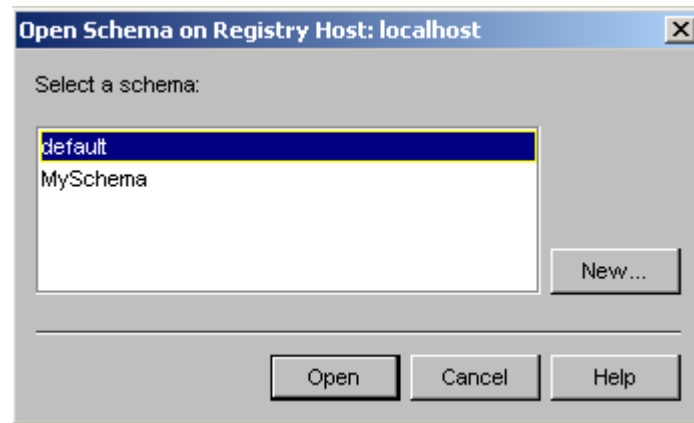 Open Schema on Registry Host: localhost
Select a schema:
default
MySchema
New...
Open Cancel Help